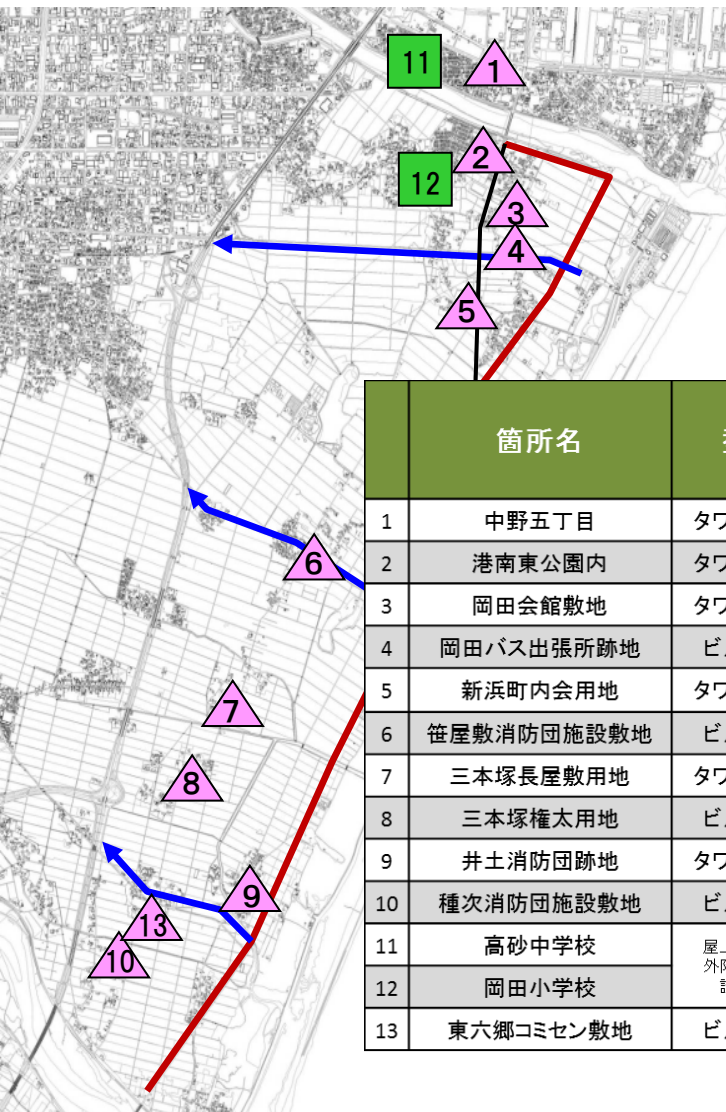 11
1
2
12
3
4
5
6
7
8
9
13
10
箇所名
1 中野五丁目 タワ
2 港南東公園内 タワ
3 岡田会館敷地 タワ
4 岡田バス出張所跡地 ビ
5 新浜町内会用地 タワ
6 笹屋敷消防団施設敷地 ビ
7 三本塚長屋敷用地 タワ
8 三本塚権太用地 ビ
9 井土消防団跡地 タワ
10 種次消防団施設敷地 ビ
11 高砂中学校 屋
12 岡田小学校 外
13 東六郷コミセン敷地 ビ